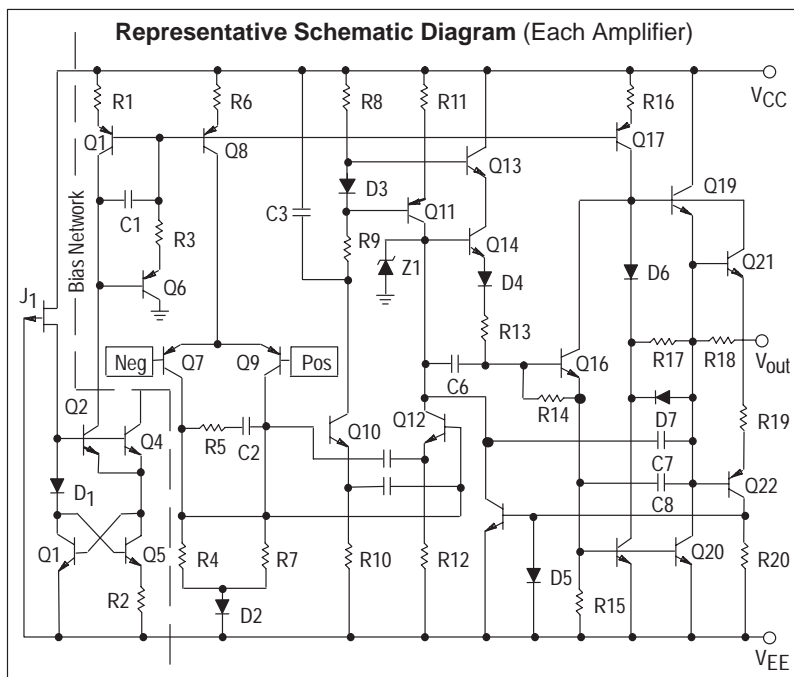 Representative Schematic Diagram (Each Amplifier)
R1 R6 R8 R11 R16 VCC
Q1 Q8 Q13 Q17
Bias Network
C1 C3 D3 Q11 Q19
R3 R9 Q14 Q21
Q6 Z1 D4 D6
J1
R13
Neg Q7 Q9 Pos C6 Q16 R17 R18 Vout
Q2 Q4 R5 C2 Q10 Q12 R14 D7 R19
D1 C7
C8 Q22
Q1 Q5 R4 R7 R10 R12 D5 Q20 R20
R2 D2 R15
VEE